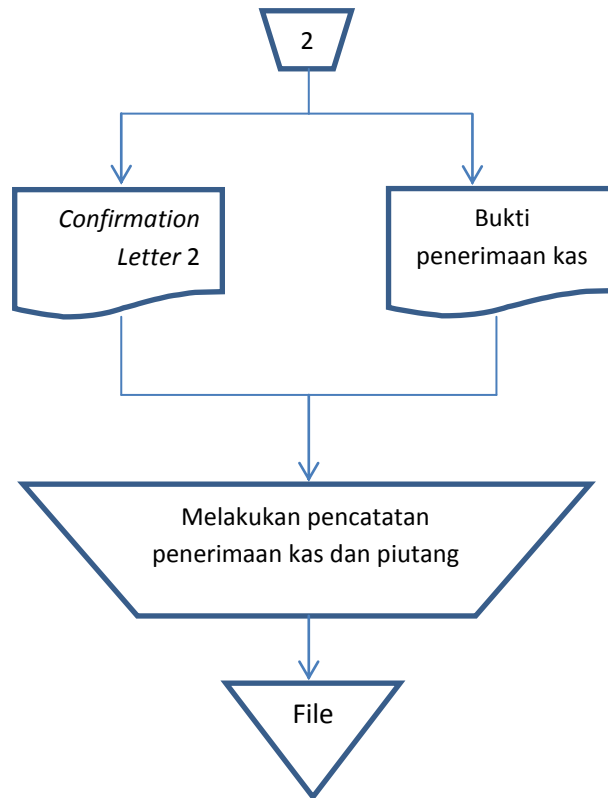 2
Confirmation
Letter 2
Bukti
penerimaan kas
Melakukan pencatatan
penerimaan kas dan piutang
File